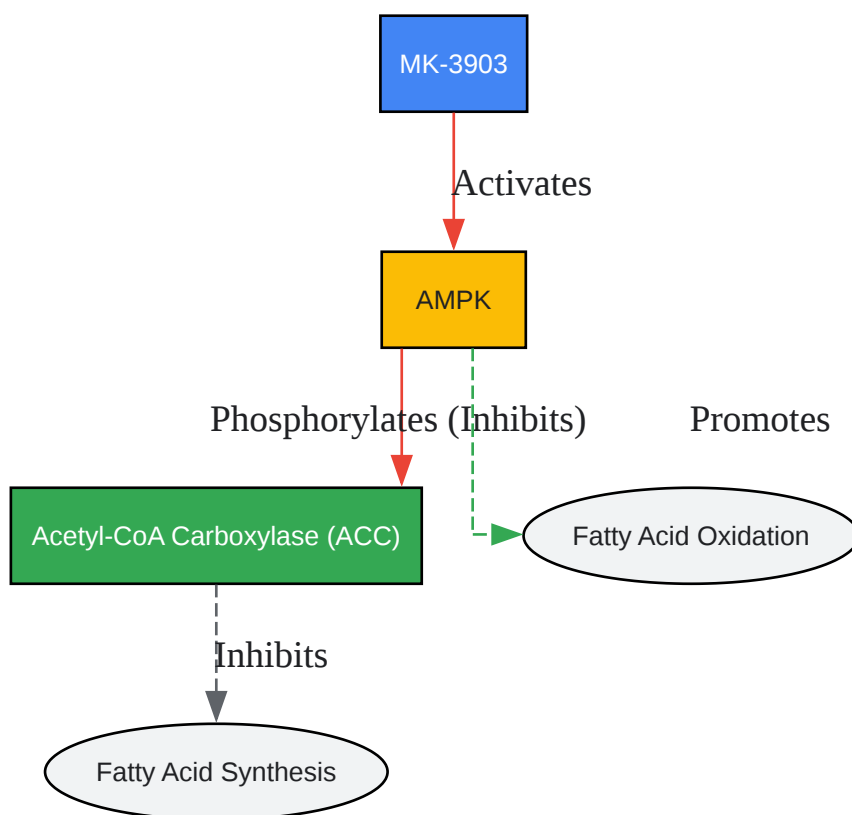 MK-3903
Activates
AMPK
Phosphorylates (Inhibits)
Promotes
Acetyl-CoA Carboxylase (ACC)
Fatty Acid Oxidation
Inhibits
Fatty Acid Synthesis